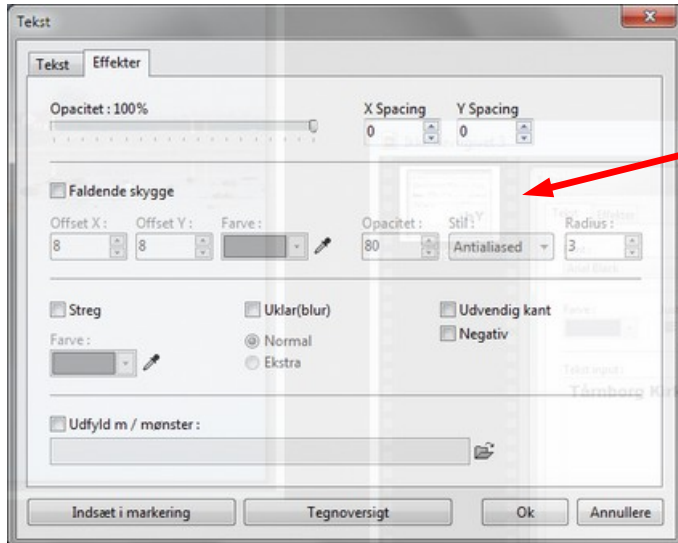 Tekst
Tekst Effekter
Opacitet : 100% X Spacing Y Spacing
0 0
Faldende skygge
Offset X : Offset Y : Farve : Opacitet : Stil : Radius :
8 8 80 Antialiased 3
Streg Uklar(blur) Udvendig kant
Farve : Normal Negativ
Ekstra
Tårnborg Kirk
Udfyld m / mønster :
Indsæt i markering Tegnoversigt Ok Annullere